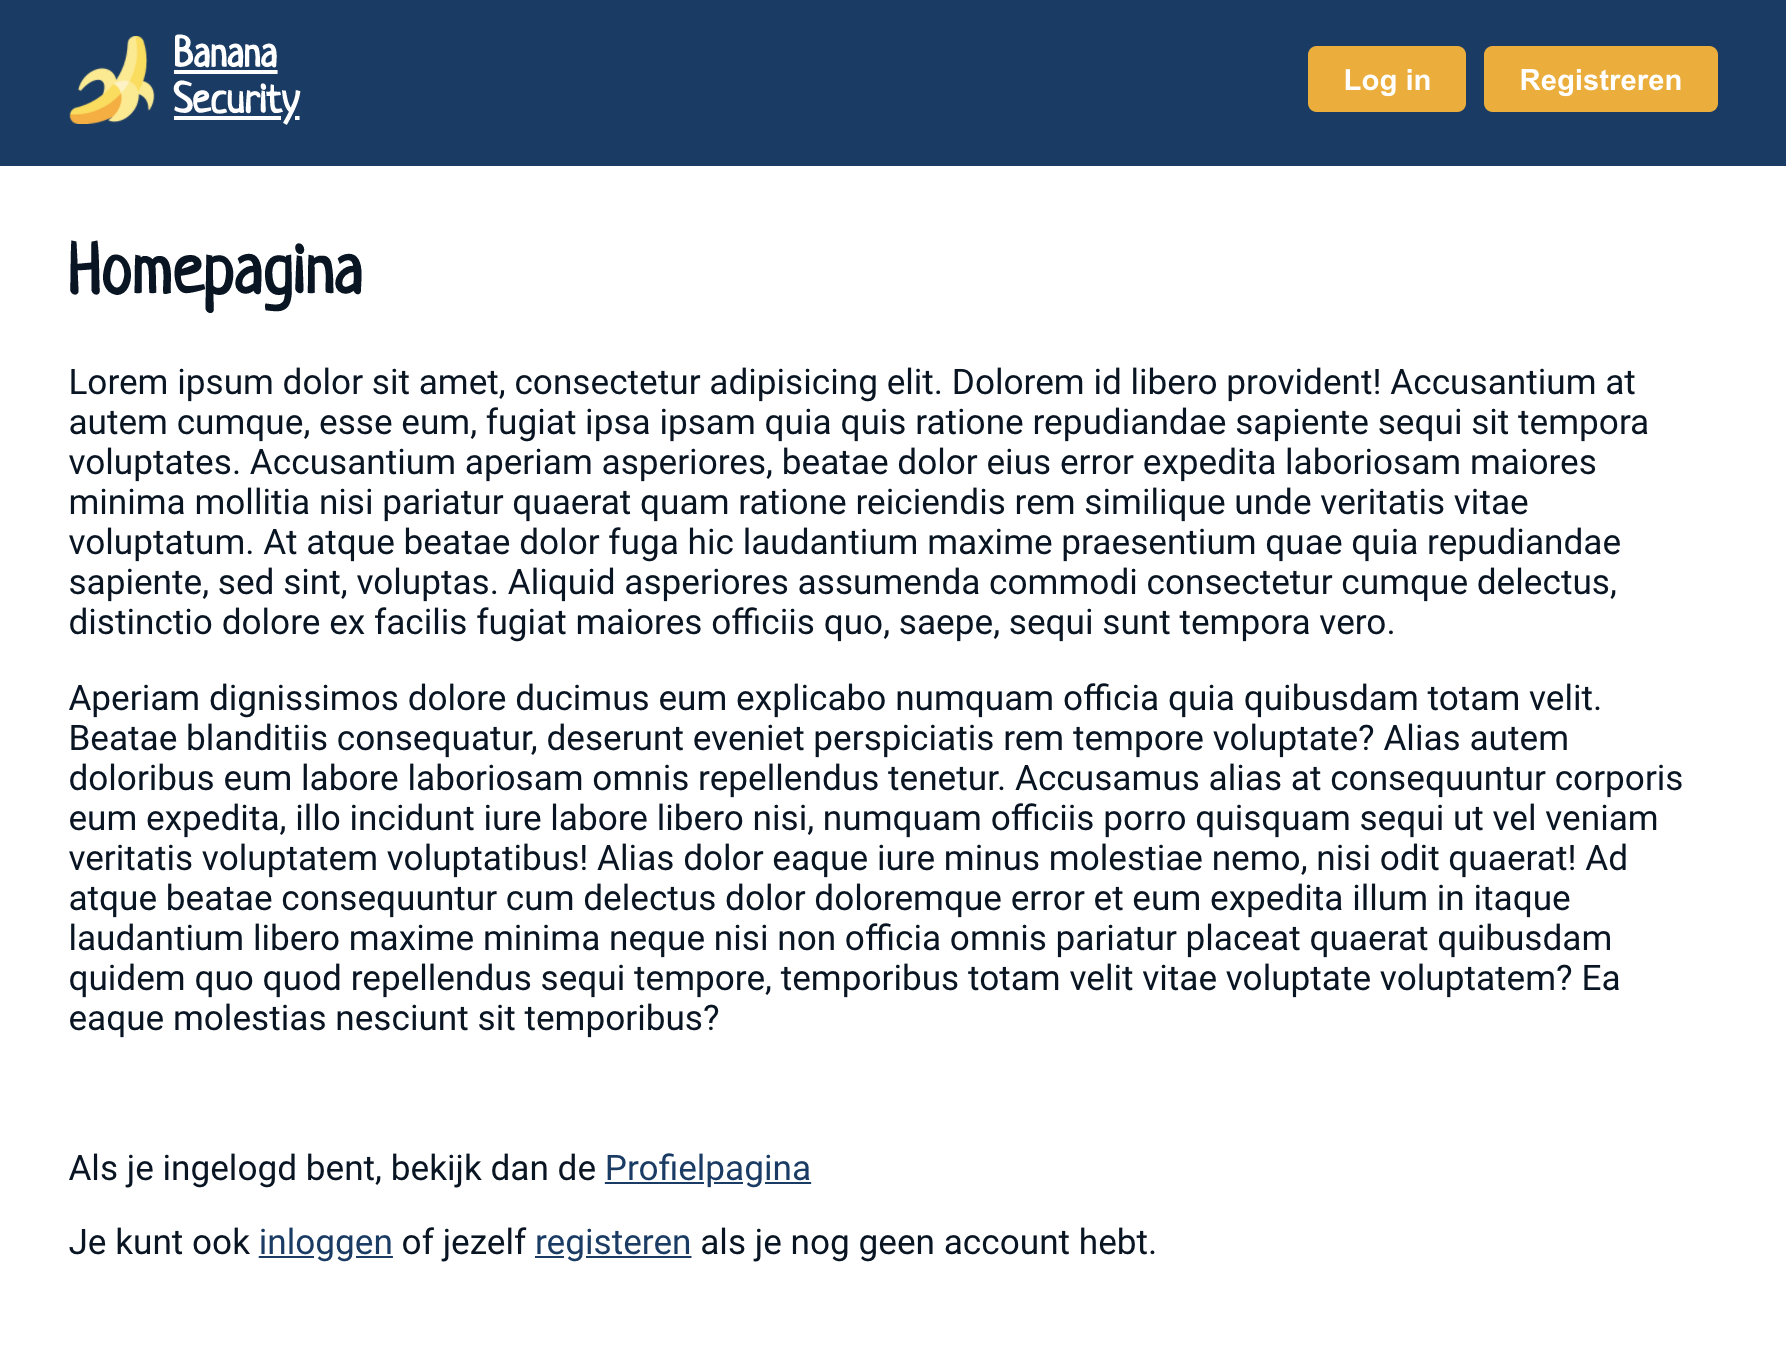 Banana
Security
Log in
Registreren
Homepagina
Lorem ipsum dolor sit amet, consectetur adipisicing elit. Dolorem id libero provident! Accusantium at
autem cumque, esse eum, fugiat ipsa ipsam quia quis ratione repudiandae sapiente sequi sit tempora
voluptates. Accusantium aperiam asperiores, beatae dolor eius error expedita laboriosam maiores
minima mollitia nisi pariatur quaerat quam ratione reiciendis rem similique unde veritatis vitae
voluptatum. At atque beatae dolor fuga hic laudantium maxime praesentium quae quia repudiandae
sapiente, sed sint, voluptas. Aliquid asperiores assumenda commodi consectetur cumque delectus,
distinctio dolore ex facilis fugiat maiores officiis quo, saepe, sequi sunt tempora vero.
Aperiam dignissimos dolore ducimus eum explicabo numquam officia quia quibusdam totam velit.
Beatae blanditiis consequatur, deserunt eveniet perspiciatis rem tempore voluptate? Alias autem
doloribus eum labore laboriosam omnis repellendus tenetur. Accusamus alias at consequuntur corporis
eum expedita, illo incidunt iure labore libero nisi, numquam officiis porro quisquam sequi ut vel veniam
veritatis voluptatem voluptatibus! Alias dolor eaque iure minus molestiae nemo, nisi odit quaerat! Ad
atque beatae consequuntur cum delectus dolor doloremque error et eum expedita illum in itaque
laudantium libero maxime minima neque nisi non officia omnis pariatur placeat quaerat quibusdam
quidem quo quod repellendus sequi tempore, temporibus totam velit vitae voluptate voluptatem? Ea
eaque molestias nesciunt sit temporibus?
Als je ingelogd bent, bekijk dan de Profielpagina
Je kunt ook inloggen of jezelf registeren als je nog geen account hebt.